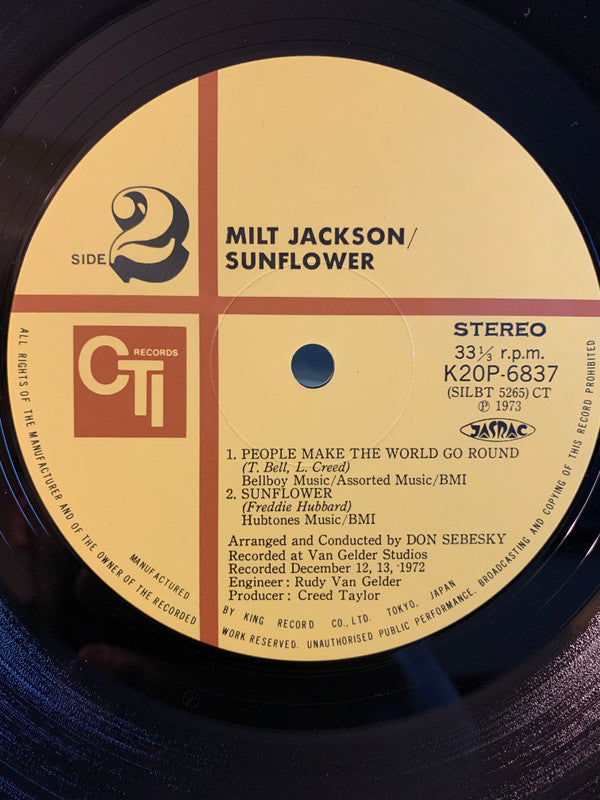 SIDE 2
MILT JACKSON/
SUNFLOWER
CTI RECORDS
STEREO
33⅓ r.p.m.
K20P-6837
(SILBT 5265) CT
℗ 1973
JASRAC
1. PEOPLE MAKE THE WORLD GO ROUND
(T. Bell, L. Creed)
Bellboy Music/Assorted Music/BMI
2. SUNFLOWER
(Freddie Hubbard)
Hubtones Music/BMI
Arranged and Conducted by DON SEBESKY
Recorded at Van Gelder Studios
Recorded December 12, 13, '1972
Engineer: Rudy Van Gelder
Producer: Creed Taylor
MANUFACTURED BY KING RECORD CO., LTD. TOKYO, JAPAN
ALL RIGHTS OF THE MANUFACTURER AND OF THE OWNER OF THE RECORDED WORK RESERVED. UNAUTHORISED PUBLIC PERFORMANCE, BROADCASTING AND COPYING OF THIS RECORD PROHIBITED